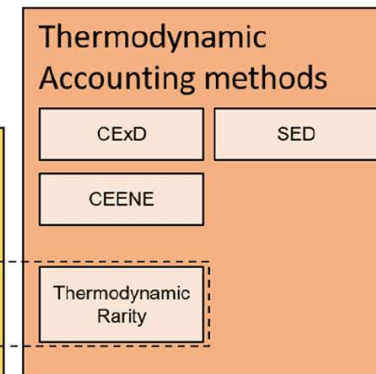 Thermodynamic
Accounting methods
CExD
SED
CEENE
Thermodynamic
Rarity